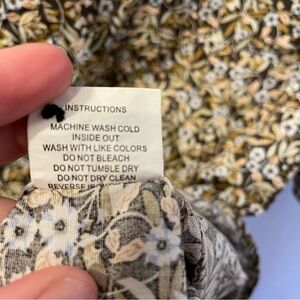 INSTRUCTIONS
MACHINE WASH COLD
INSIDE OUT
WASH WITH LIKE COLORS
DO NOT BLEACH
DO NOT TUMBLE DRY
DO NOT DRY CLEAN
REVERSE